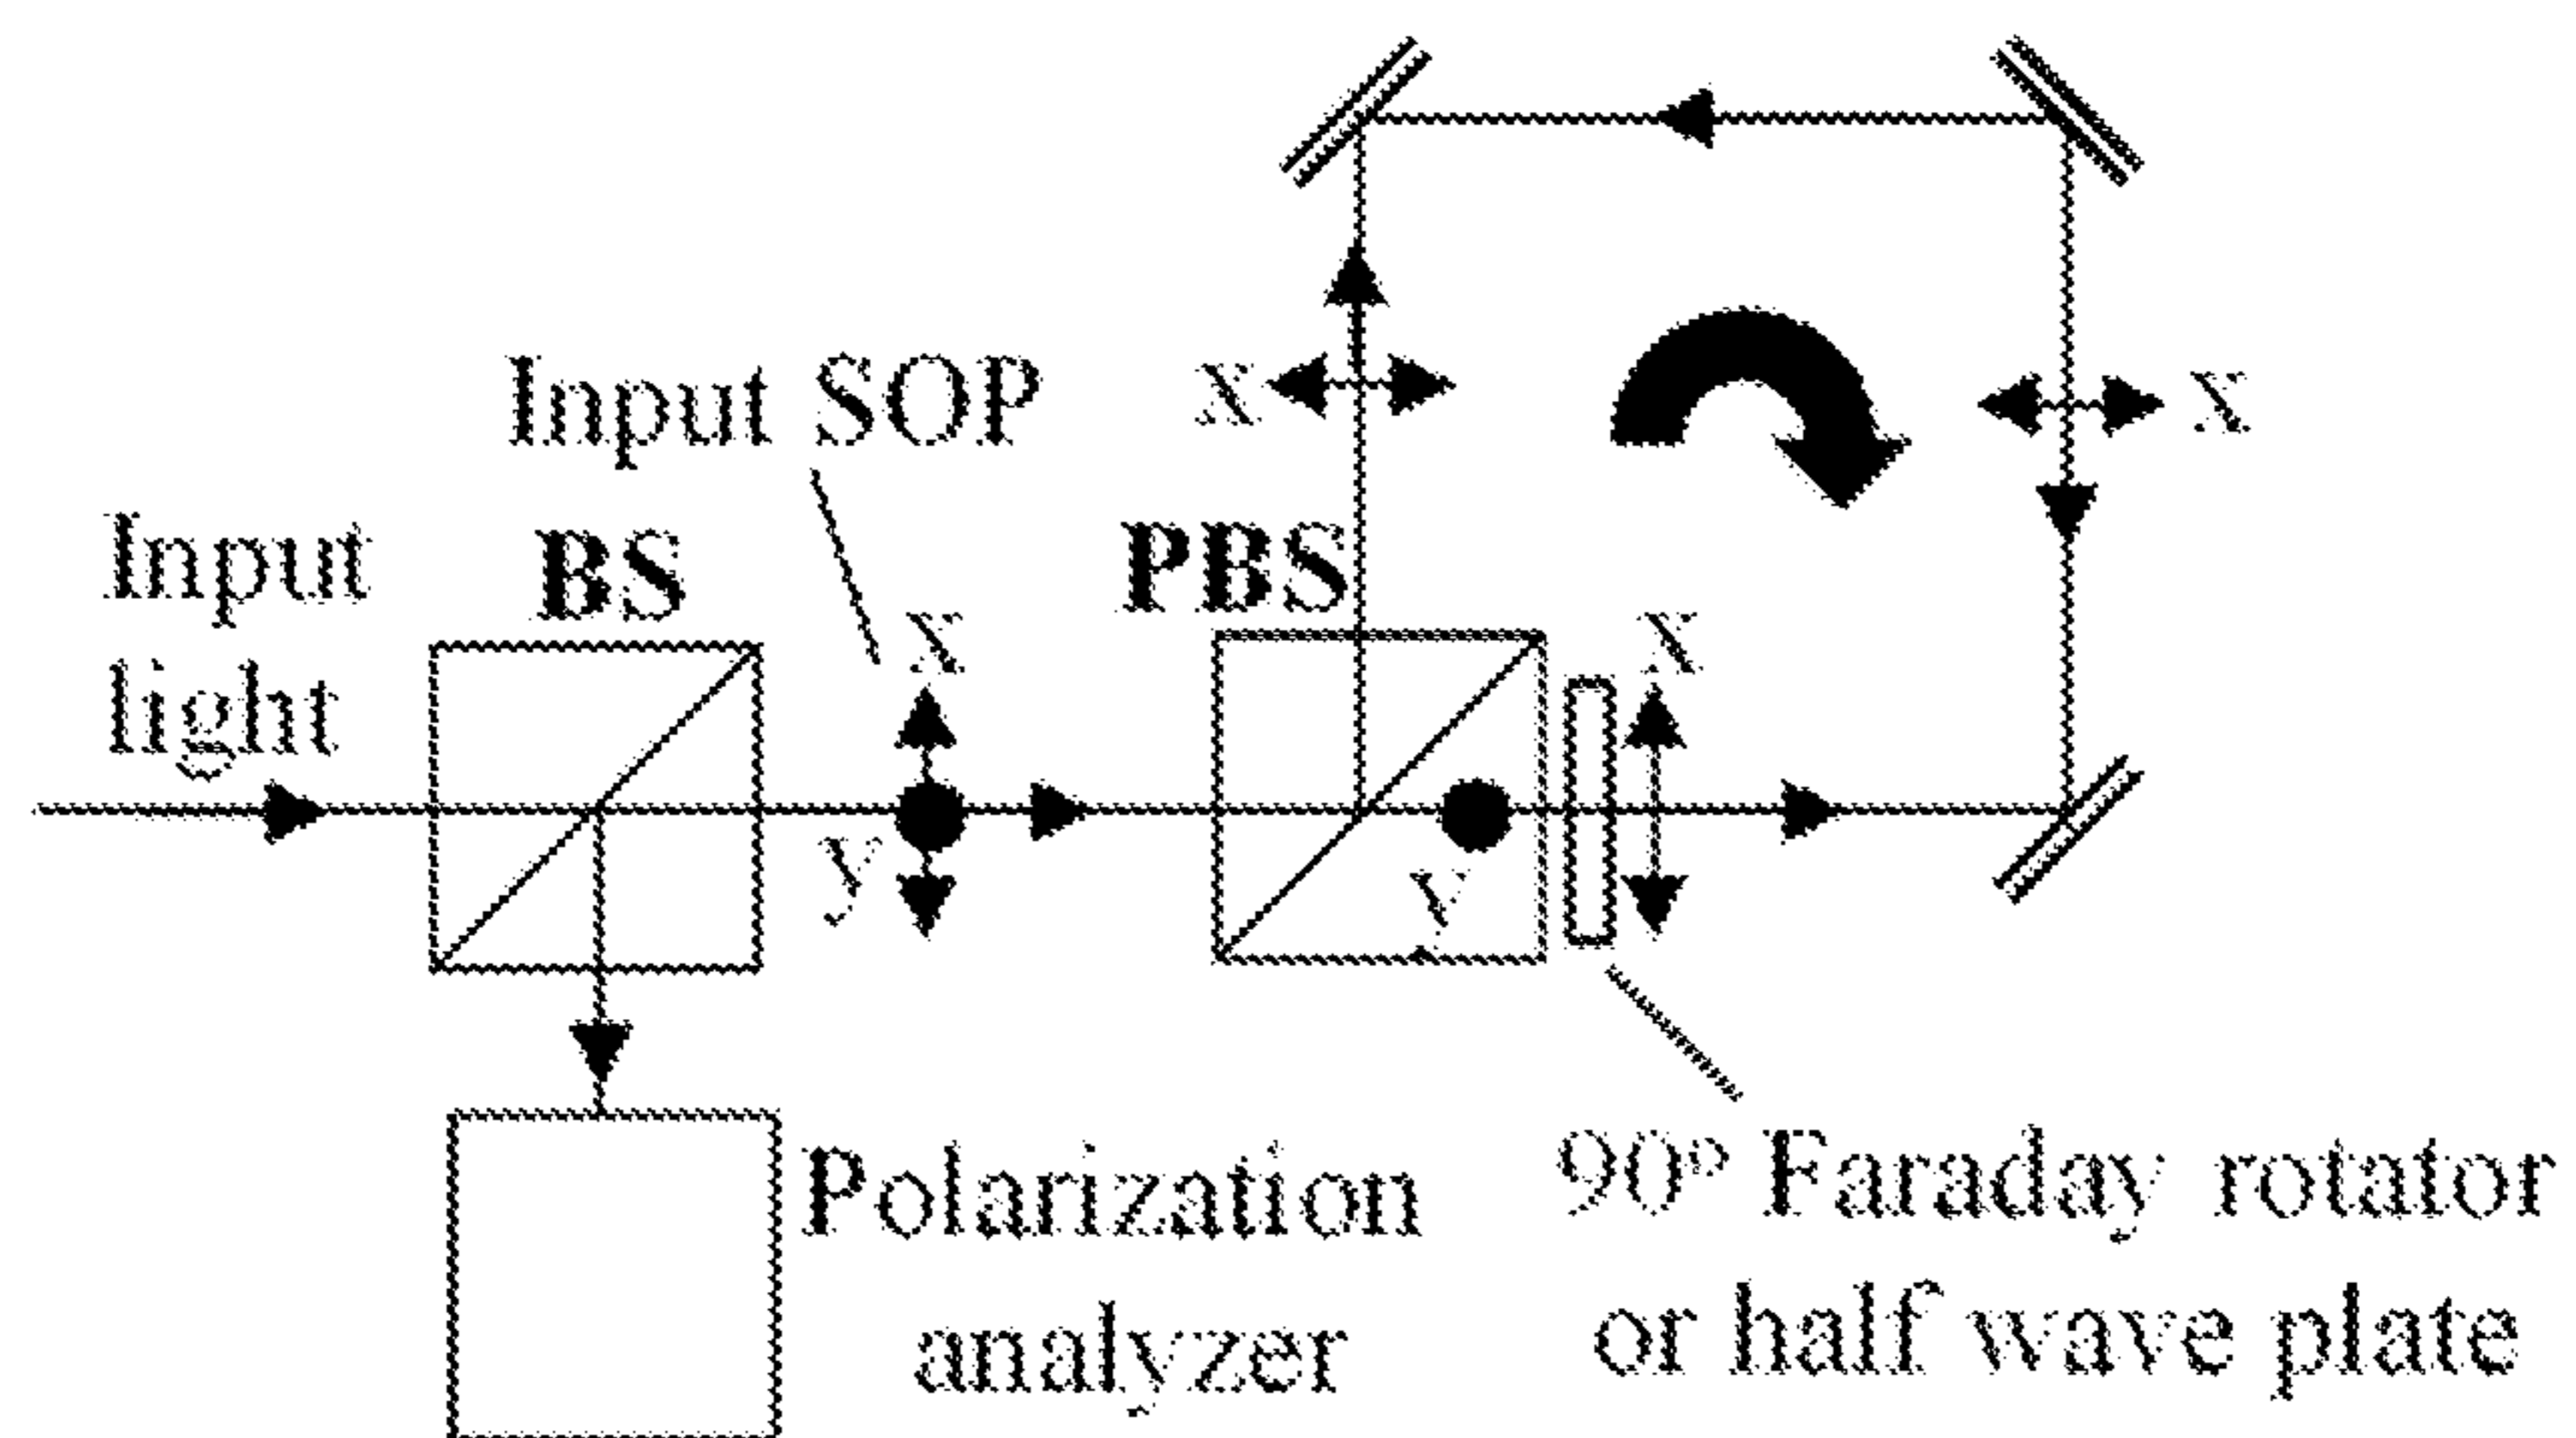 Input SOP
Input
light
BS
PBS
x
y
y
x
x
x
Polarization
analyzer
90° Faraday rotator
or half wave plate